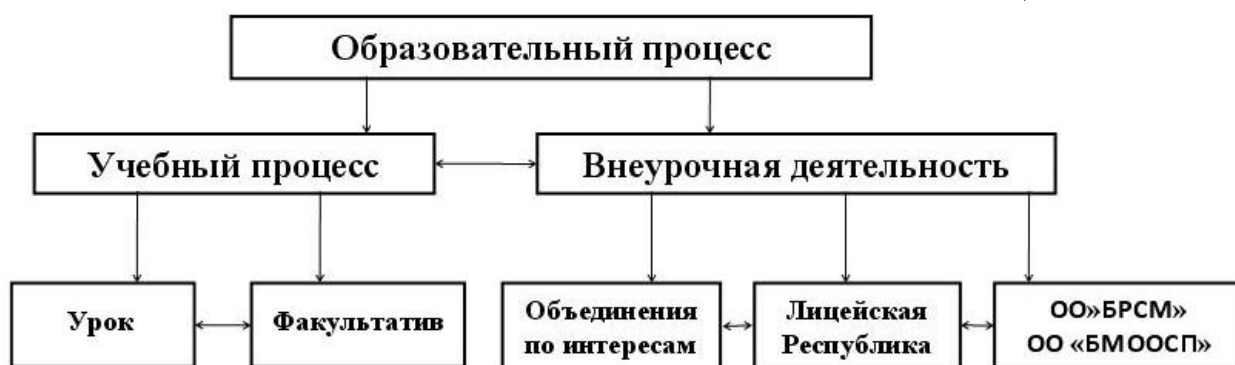 Образовательный процесс
Учебный процесс
Внеурочная деятельность
Урок
Факультатив
Объединения
по интересам
Лицейская
Республика
ОО»БРСМ»
ОО «БМООСП»